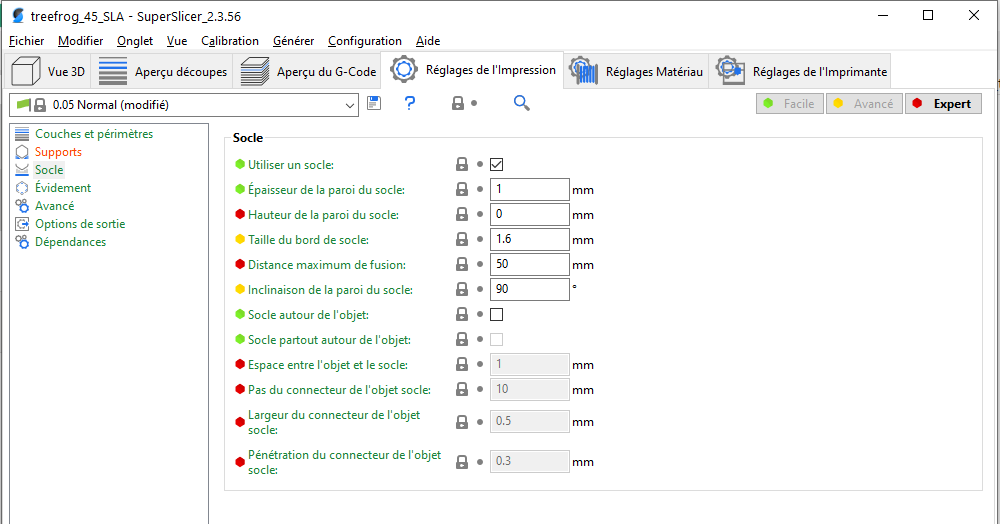 treefrog_45_SLA - SuperSlicer_2.3.56
Fichier Modifier Onglet Vue Calibration Générer Configuration Aide
Vue 3D Aperçu découpes Aperçu du G-Code Réglages de l'Impression Réglages Matériau Réglages de l'Imprimante
0.05 Normal (modifié) ? Facile Avancé Expert
Couches et périmètres
Supports
Socle
Évidement
Avancé
Options de sortie
Dépendances
Socle
Utiliser un socle:
Épaisseur de la paroi du socle: 1 mm
Hauteur de la paroi du socle: 0 mm
Taille du bord de socle: 1.6 mm
Distance maximum de fusion: 50 mm
Inclinaison de la paroi du socle: 90 °
Socle autour de l'objet:
Socle partout autour de l'objet:
Espace entre l'objet et le socle: 1 mm
Pas du connecteur de l'objet socle: 10 mm
Largeur du connecteur de l'objet
socle: 0.5 mm
Pénétration du connecteur de l'objet
socle: 0.3 mm